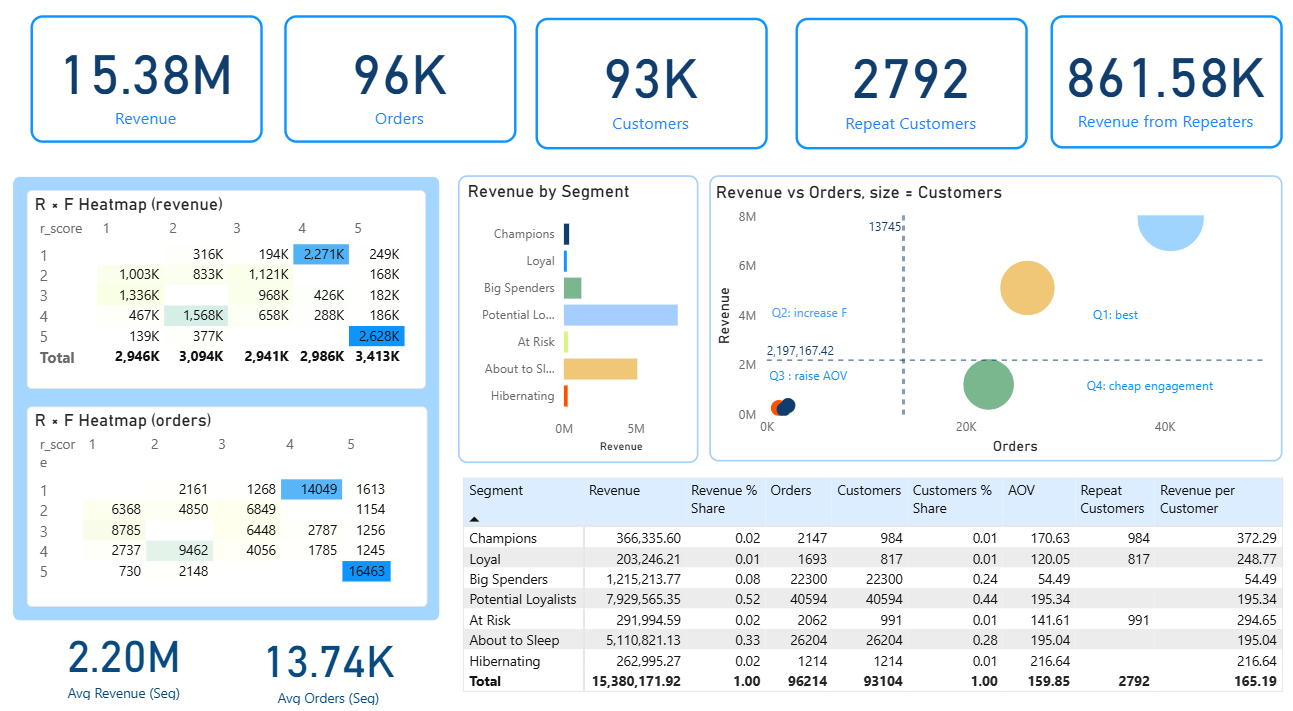 15.38M
Revenue
96K
Orders
93K
Customers
2792
Repeat Customers
861.58K
Revenue from Repeaters
R × F Heatmap (revenue)
r_score 1 2 3 4 5
1 316K 194K 2,271K 249K
2 1,003K 833K 1,121K 168K
3 1,336K 968K 426K 182K
4 467K 1,568K 658K 288K 186K
5 139K 377K 2,628K
Total 2,946K 3,094K 2,941K 2,986K 3,413K
R × F Heatmap (orders)
r_scor
e 1 2 3 4 5
1 2161 1268 14049 1613
2 6368 4850 6849 1154
3 8785 6448 2787 1256
4 2737 9462 4056 1785 1245
5 730 2148 16463
2.20M
Avg Revenue (Seg)
13.74K
Avg Orders (Seg)
Revenue by Segment
Champions
Loyal
Big Spenders
Potential Lo...
At Risk
About to Sl...
Hibernating
0M 5M
Revenue
Revenue vs Orders, size = Customers
8M
13745
6M
Q2: increase F
Q1: best
4M
2,197,167.42
2M
Q3 : raise AOV
Q4: cheap engagement
0M
0K 20K 40K
Revenue
Orders
Segment Revenue Revenue % Share Orders Customers Customers % Share AOV Repeat Customers Revenue per Customer
Champions 366,335.60 0.02 2147 984 0.01 170.63 984 372.29
Loyal 203,246.21 0.01 1693 817 0.01 120.05 817 248.77
Big Spenders 1,215,213.77 0.08 22300 22300 0.24 54.49 54.49
Potential Loyalists 7,929,565.35 0.52 40594 40594 0.44 195.34 195.34
At Risk 291,994.59 0.02 2062 991 0.01 141.61 991 294.65
About to Sleep 5,110,821.13 0.33 26204 26204 0.28 195.04 195.04
Hibernating 262,995.27 0.02 1214 1214 0.01 216.64 216.64
Total 15,380,171.92 1.00 96214 93104 1.00 159.85 2792 165.19